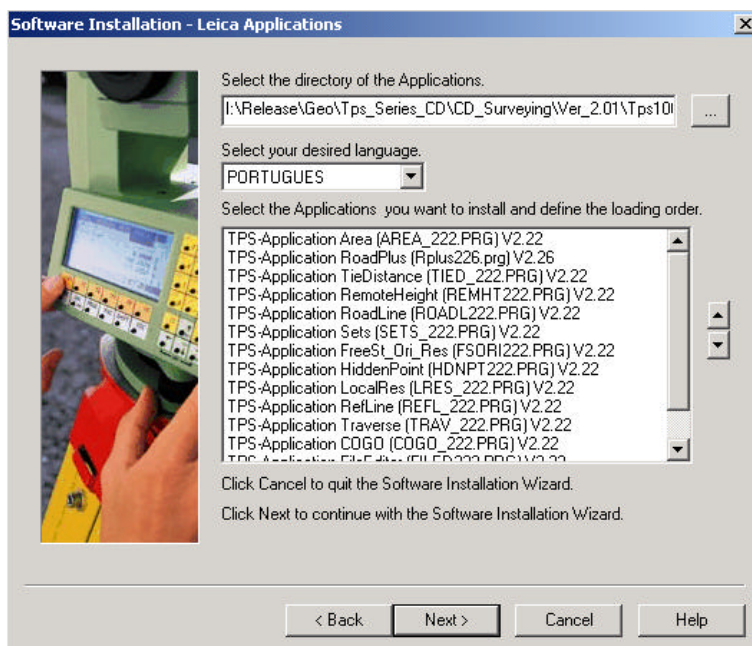 Software Installation - Leica Applications
Select the directory of the Applications.
I:\Release\Geo\Tps_Series_CD\CD_Surveying\Ver_2.01\Tps10
...
Select your desired language.
PORTUGUES
Select the Applications you want to install and define the loading order.
TPS-Application Area (AREA_222.PRG) V2.22
TPS-Application RoadPlus (Rplus226.prg) V2.26
TPS-Application TieDistance (TIED_222.PRG) V2.22
TPS-Application RemoteHeight (REMHT222.PRG) V2.22
TPS-Application RoadLine (ROADL222.PRG) V2.22
TPS-Application Sets (SETS_222.PRG) V2.22
TPS-Application FreeSt_Ori_Res (FSORI222.PRG) V2.22
TPS-Application HiddenPoint (HDNPT222.PRG) V2.22
TPS-Application LocalRes (LRES_222.PRG) V2.22
TPS-Application RefLine (REFL_222.PRG) V2.22
TPS-Application Traverse (TRAV_222.PRG) V2.22
TPS-Application COGO (COGO_222.PRG) V2.22
TPS-Application FileEditor (FILED222.PRG) V2.22
Click Cancel to quit the Software Installation Wizard.
Click Next to continue with the Software Installation Wizard.
< Back
Next >
Cancel
Help